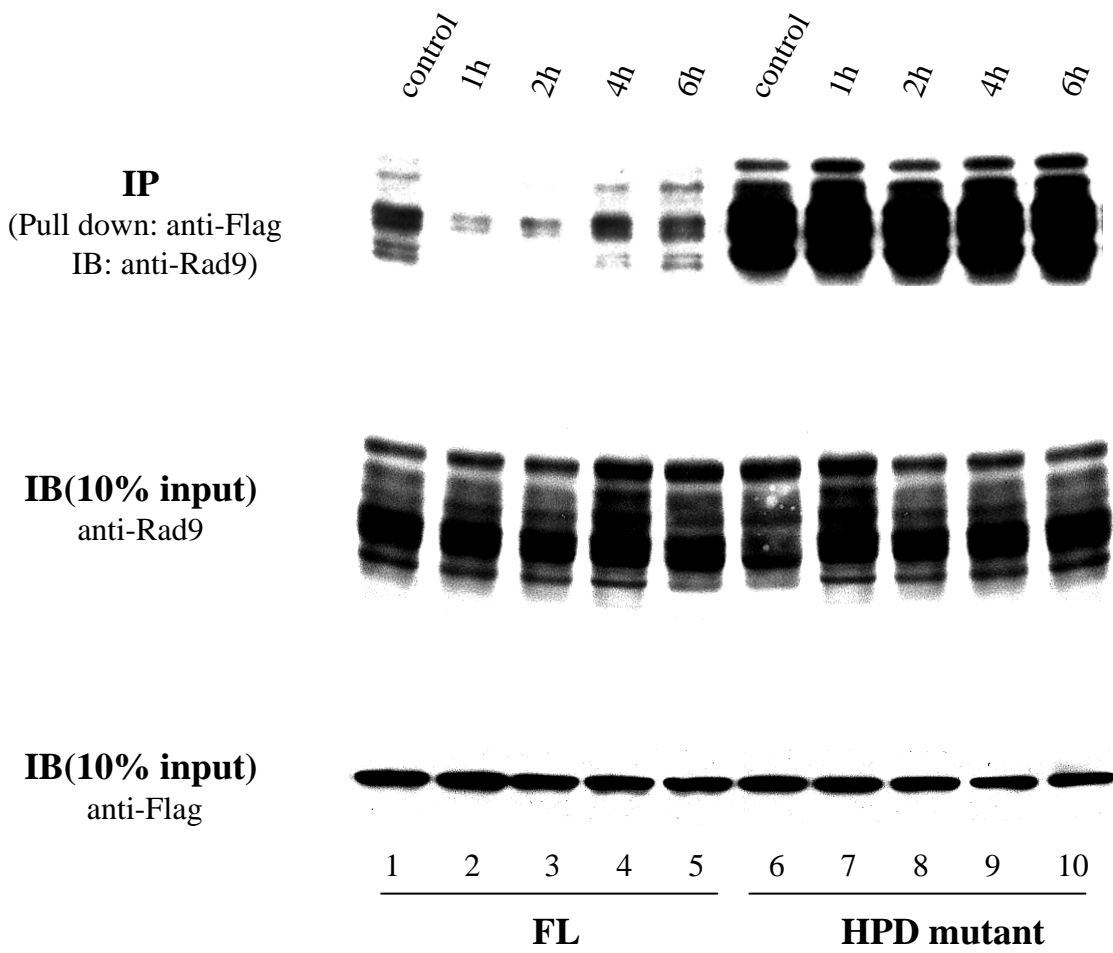 control 1h 2h 4h 6h control 1h 2h 4h 6h
IP
(Pull down: anti-Flag
IB: anti-Rad9)
IB(10% input)
anti-Rad9
IB(10% input)
anti-Flag
1 2 3 4 5 6 7 8 9 10
FL HPD mutant